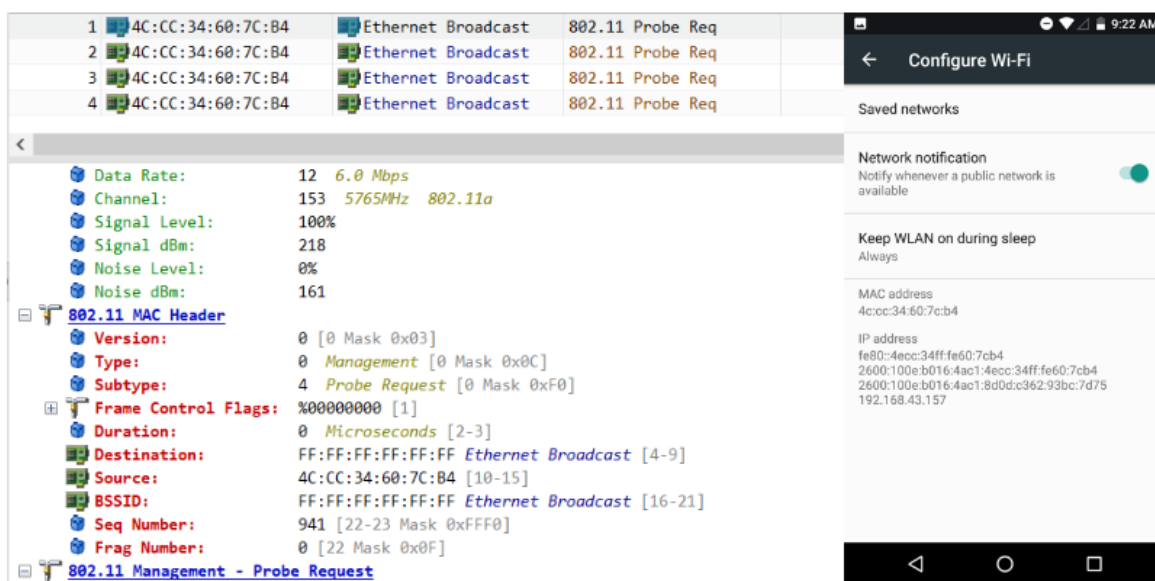 1 4C:CC:34:60:7C:B4 Ethernet Broadcast 802.11 Probe Req
2 4C:CC:34:60:7C:B4 Ethernet Broadcast 802.11 Probe Req
3 4C:CC:34:60:7C:B4 Ethernet Broadcast 802.11 Probe Req
4 4C:CC:34:60:7C:B4 Ethernet Broadcast 802.11 Probe Req
Data Rate: 12 6.0 Mbps
Channel: 153 5765MHz 802.11a
Signal Level: 100%
Signal dBm: 218
Noise Level: 0%
Noise dBm: 161
802.11 MAC Header
Version: 0 [0 Mask 0x03]
Type: 0 Management [0 Mask 0x0C]
Subtype: 4 Probe Request [0 Mask 0xF0]
Frame Control Flags: %00000000 [1]
Duration: 0 Microseconds [2-3]
Destination: FF:FF:FF:FF:FF:FF Ethernet Broadcast [4-9]
Source: 4C:CC:34:60:7C:B4 [10-15]
BSSID: FF:FF:FF:FF:FF:FF Ethernet Broadcast [16-21]
Seq Number: 941 [22-23 Mask 0xFFF0]
Frag Number: 0 [22 Mask 0x0F]
802.11 Management - Probe Request
9:22 AM
Configure Wi-Fi
Saved networks
Network notification
Notify whenever a public network is
available
Keep WLAN on during sleep
Always
MAC address
4c:cc:34:60:7c:b4
IP address
fe80::4ecc:34ff:fe60:7cb4
2600:100e:b016:4ac1:4ecc:34ff:fe60:7cb4
2600:100e:b016:4ac1:8d0d:c362:93bc:7d75
192.168.43.157